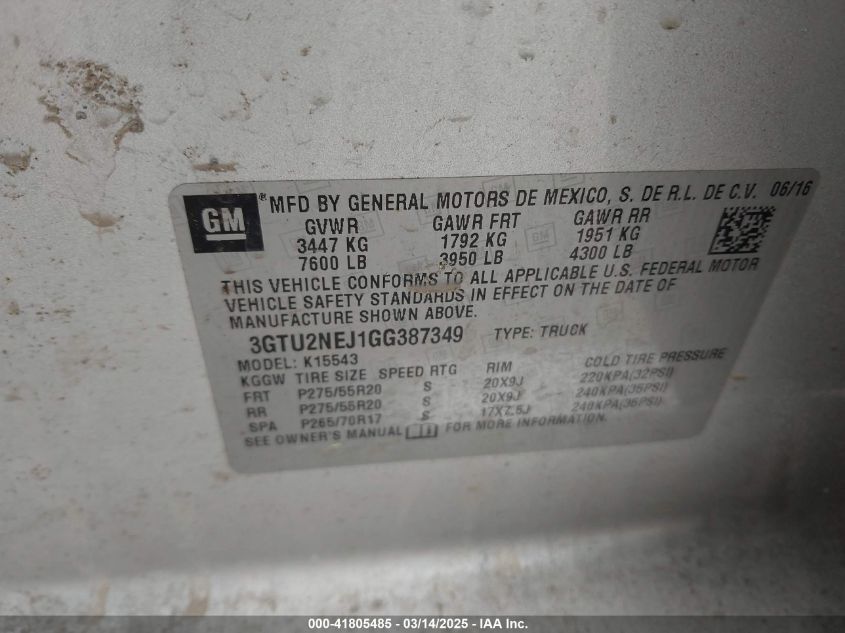 GM ® MFD BY GENERAL MOTORS DE MEXICO, S. DE R.L. DE C.V. 06/16
GVWR GAWR FRT GAWR RR
3447 KG 1792 KG 1951 KG
7600 LB 3950 LB 4300 LB
THIS VEHICLE CONFORMS TO ALL APPLICABLE U.S. FEDERAL MOTOR
VEHICLE SAFETY STANDARDS IN EFFECT ON THE DATE OF
MANUFACTURE SHOWN ABOVE.
3GTU2NEJ1GG387349 TYPE: TRUCK
MODEL: K15543
KGGW TIRE SIZE SPEED RTG RIM COLD TIRE PRESSURE
FRT P275/55R20 S 20X9J 220KPA(32PSI)
RR P275/55R20 S 20X9J 240KPA(35PSI)
SPA P265/70R17 S 17X7.5J 240KPA(35PSI)
SEE OWNER'S MANUAL FOR MORE INFORMATION.
000-41805485 - 03/14/2025 - IAA Inc.